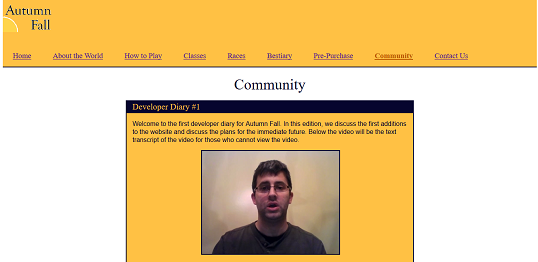 Autumn
Fall
Home About the World How to Play Classes Races Bestiary Pre-Purchase Community Contact Us
Community
Developer Diary #1
Welcome to the first developer diary for Autumn Fall. In this edition, we discuss the first additions
to the website and discuss the plans for the immediate future. Below the video will be the text
transcript of the video for those who cannot view the video.